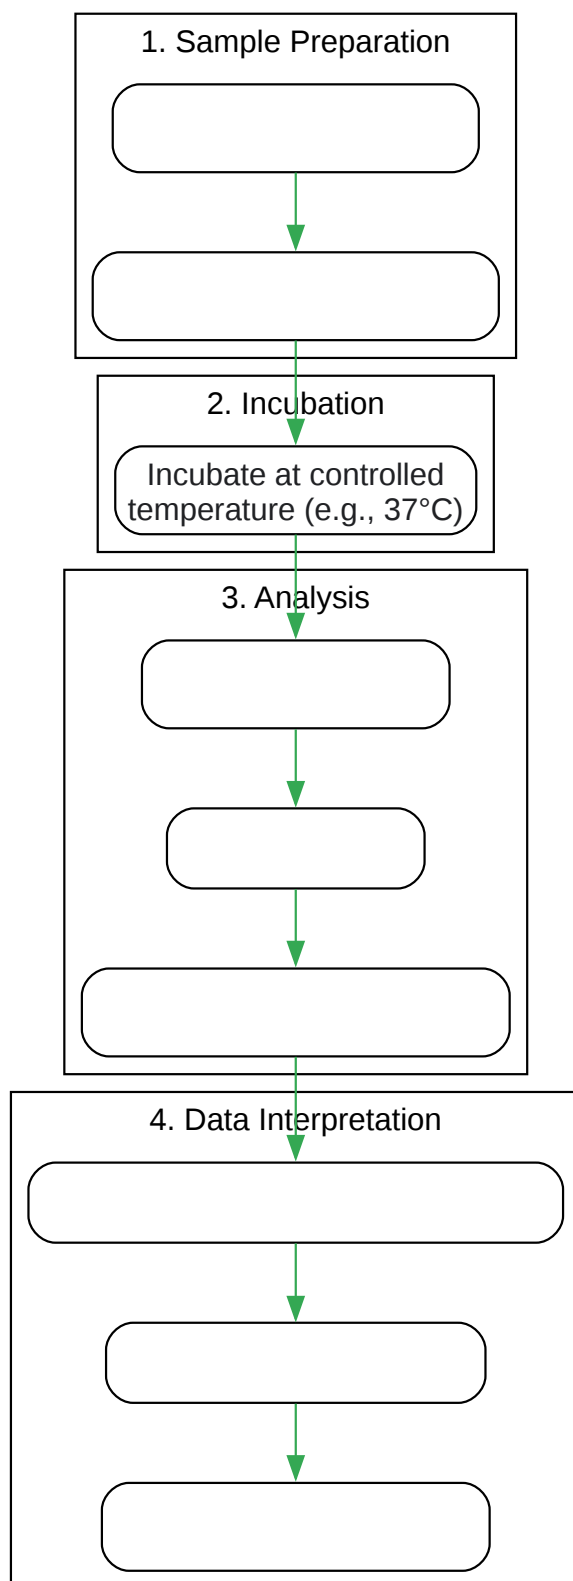 1. Sample Preparation
2. Incubation
Incubate at controlled
temperature (e.g., 37°C)
3. Analysis
4. Data Interpretation